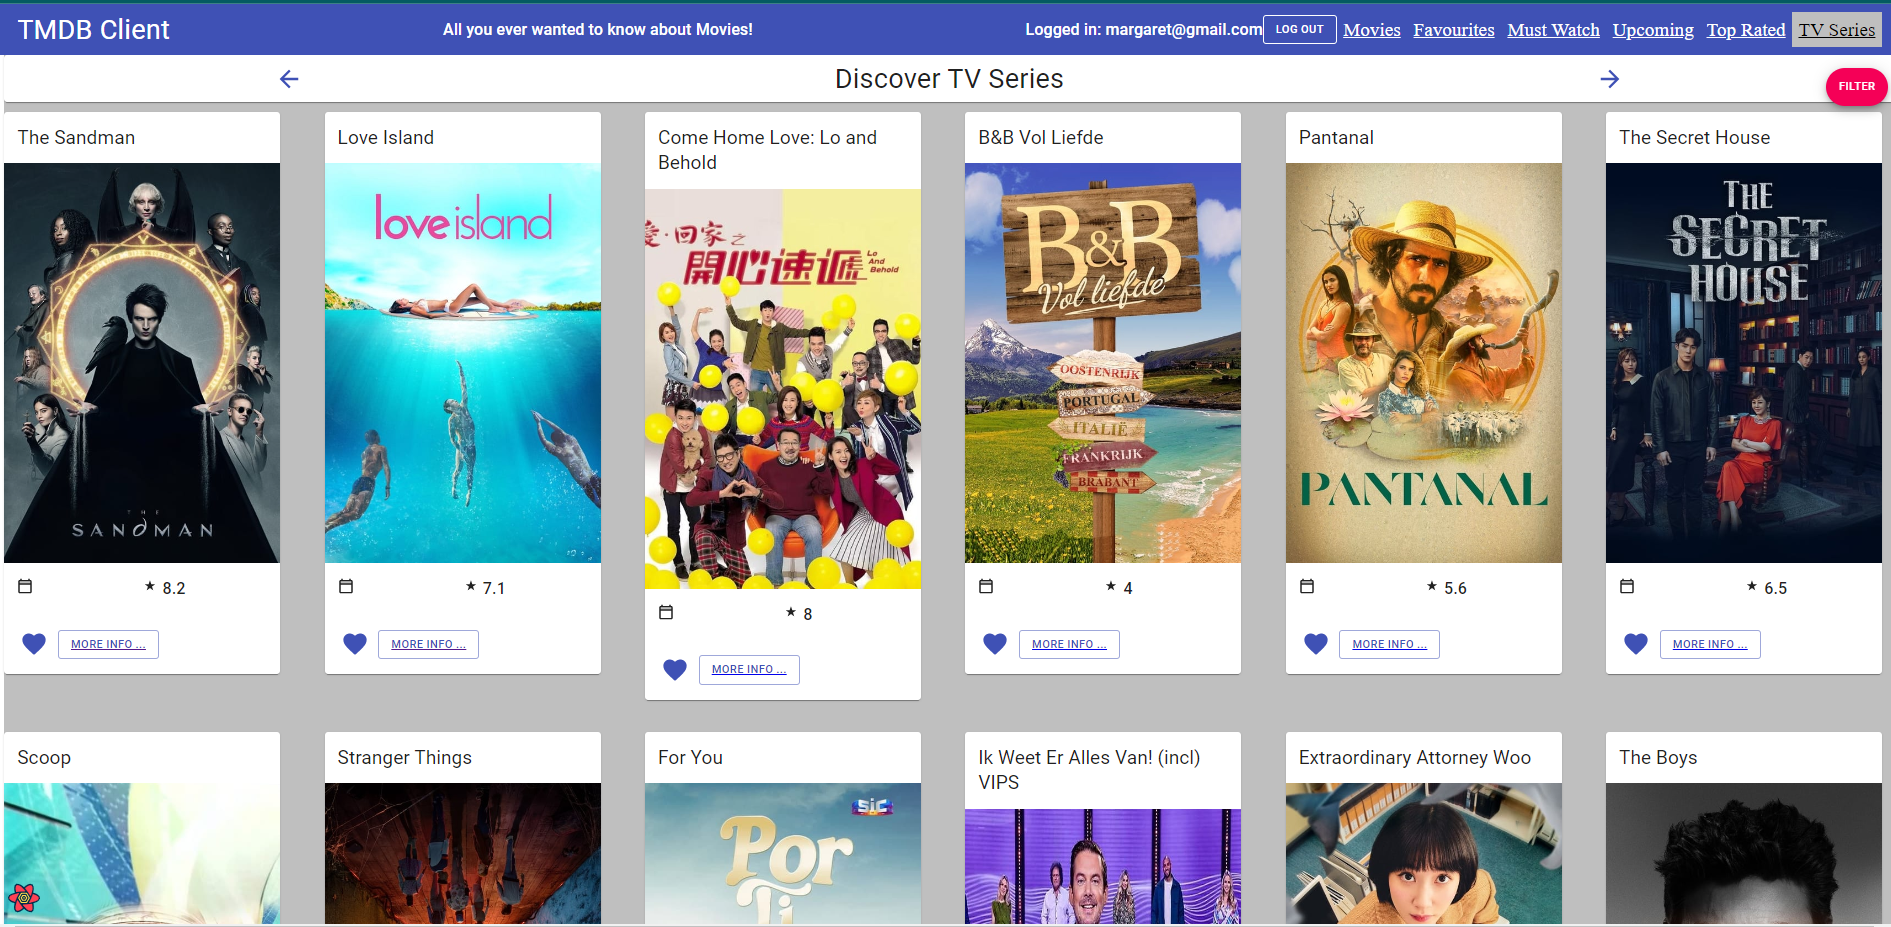 TMDB Client
All you ever wanted to know about Movies!
Logged in: margaret@gmail.com
LOG OUT
Movies
Favourites
Must Watch
Upcoming
Top Rated
TV Series
Discover TV Series
FILTER
The Sandman
THE
SANDMAN
8.2
MORE INFO ...
Love Island
loveisland
7.1
MORE INFO ...
Come Home Love: Lo and
Behold
愛·回家之
開心速遞
Lo
And
Behold
8
MORE INFO ...
B&B Vol Liefde
B&B
Vol liefde
OOSTENRIJK
PORTUGAL
ITALIË
FRANKRIJK
BRABANT
4
MORE INFO ...
Pantanal
PANTANAL
5.6
MORE INFO ...
The Secret House
THE
SECRET
HOUSE
6.5
MORE INFO ...
Scoop
Stranger Things
For You
SIC
Por
Ti
Ik Weet Er Alles Van! (incl)
VIPS
Extraordinary Attorney Woo
The Boys